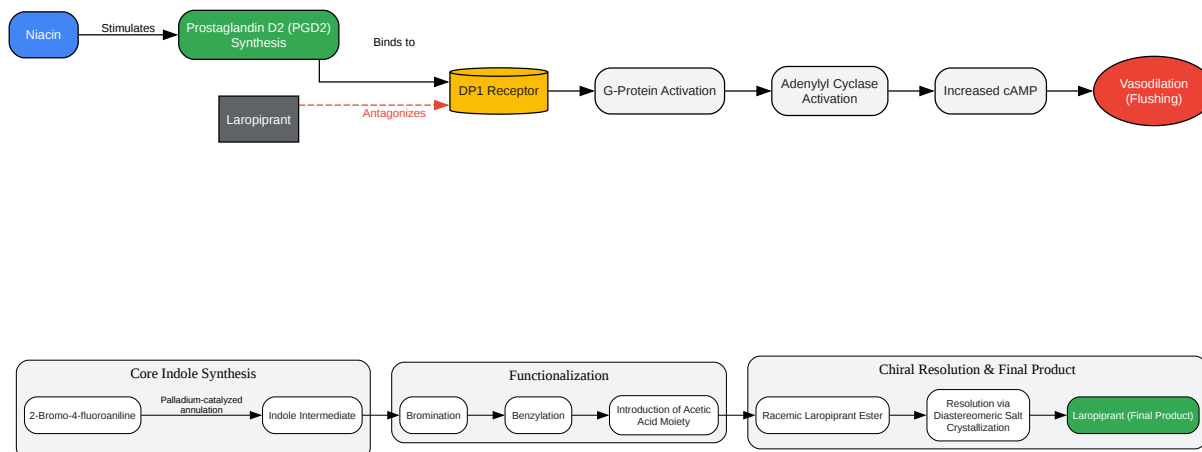 Niacin
Stimulates
Prostaglandin D2 (PGD2)
Synthesis
Binds to
Laropiprant
Antagonizes
DP1 Receptor
G-Protein Activation
Adenylyl Cyclase
Activation
Increased cAMP
Vasodilation
(Flushing)
Core Indole Synthesis
2-Bromo-4-fluoroaniline
Palladium-catalyzed
annulation
Indole Intermediate
Functionalization
Bromination
Benzylation
Introduction of Acetic
Acid Moiety
Chiral Resolution & Final Product
Racemic Laropiprant Ester
Resolution via
Diastereomeric Salt
Crystallization
Laropiprant (Final Product)